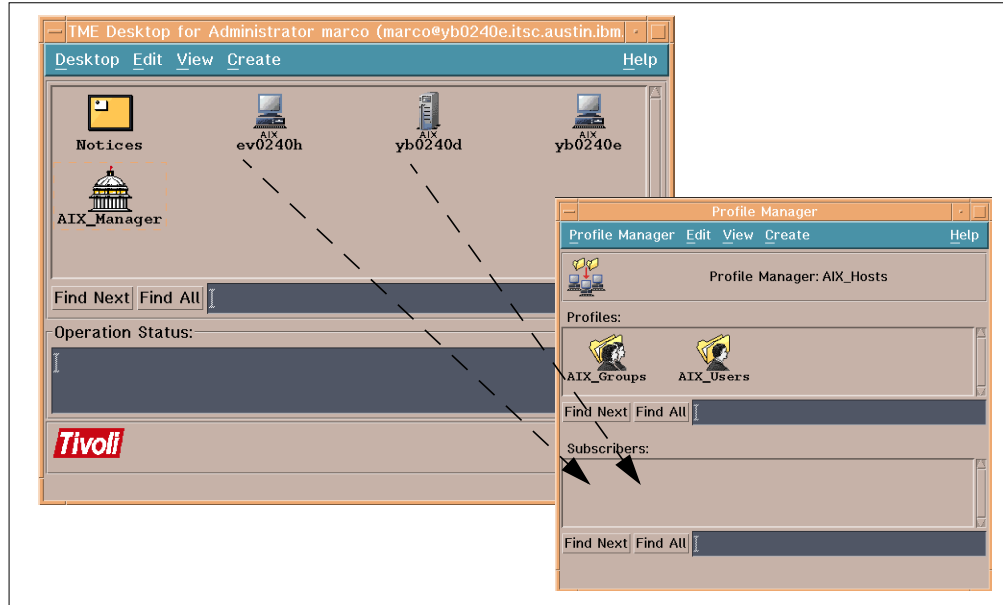 TME Desktop for Administrator marco (marco@yb0240e.itsc.austin.ibm.
Desktop Edit View Create Help
Notices
AIX
ev0240h
AIX
yb0240d
AIX
yb0240e
AIX_Manager
Find Next Find All
Operation Status:
Tivoli
Profile Manager
Profile Manager Edit View Create Help
Profile Manager: AIX_Hosts
Profiles:
AIX_Groups AIX_Users
Find Next Find All
Subscribers:
Find Next Find All